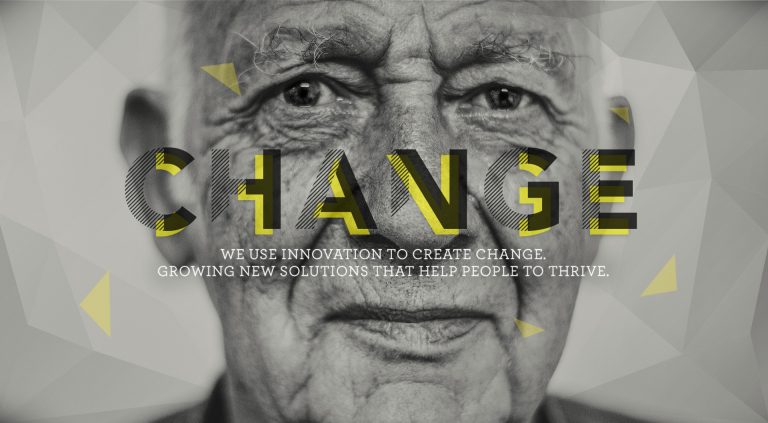 CHANGE
WE USE INNOVATION TO CREATE CHANGE.
GROWING NEW SOLUTIONS THAT HELP PEOPLE TO THRIVE.